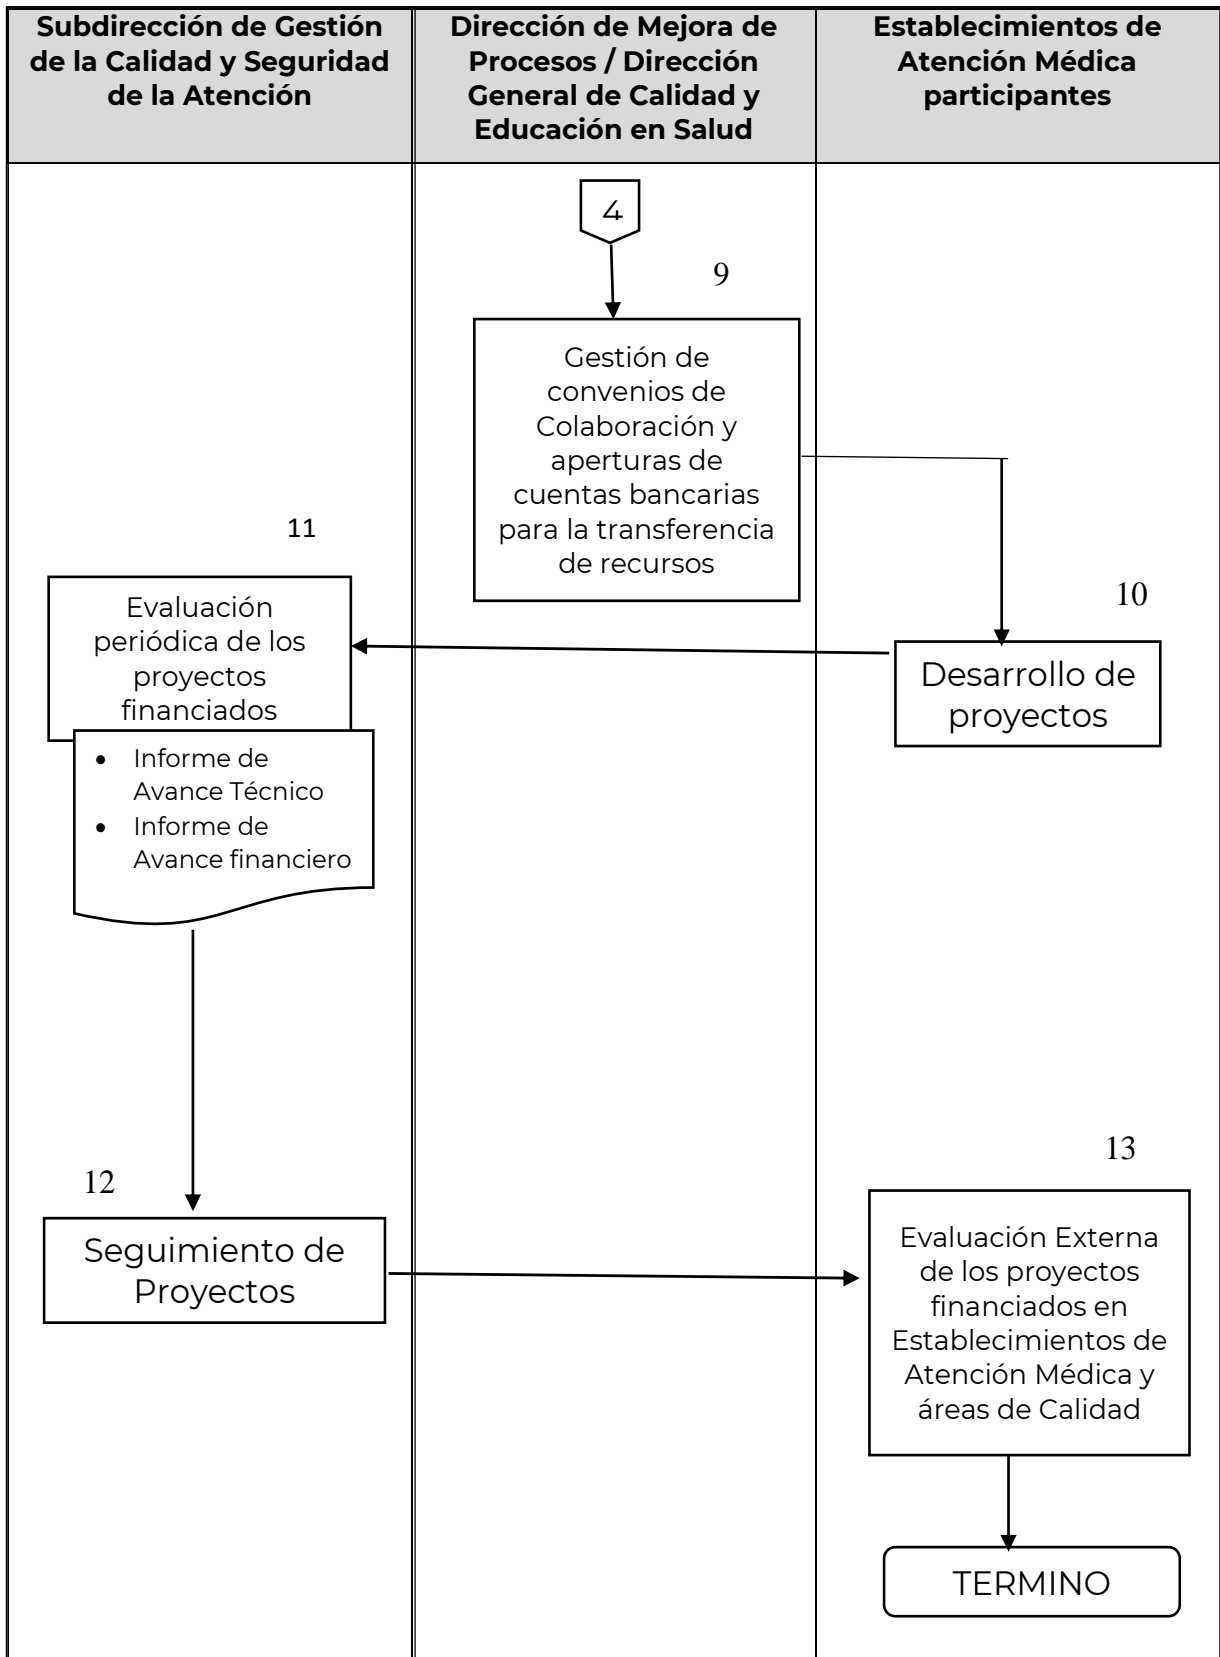 Subdirección de Gestión
de la Calidad y Seguridad
de la Atención
Dirección de Mejora de
Procesos / Dirección
General de Calidad y
Educación en Salud
Establecimientos de
Atención Médica
participantes
4
9
Gestión de
convenios de
Colaboración y
aperturas de
cuentas bancarias
para la transferencia
de recursos
10
Desarrollo de
proyectos
11
Evaluación
periódica de los
proyectos
financiados
• Informe de
Avance Técnico
• Informe de
Avance financiero
12
Seguimiento de
Proyectos
13
Evaluación Externa
de los proyectos
financiados en
Establecimientos de
Atención Médica y
áreas de Calidad
TERMINO